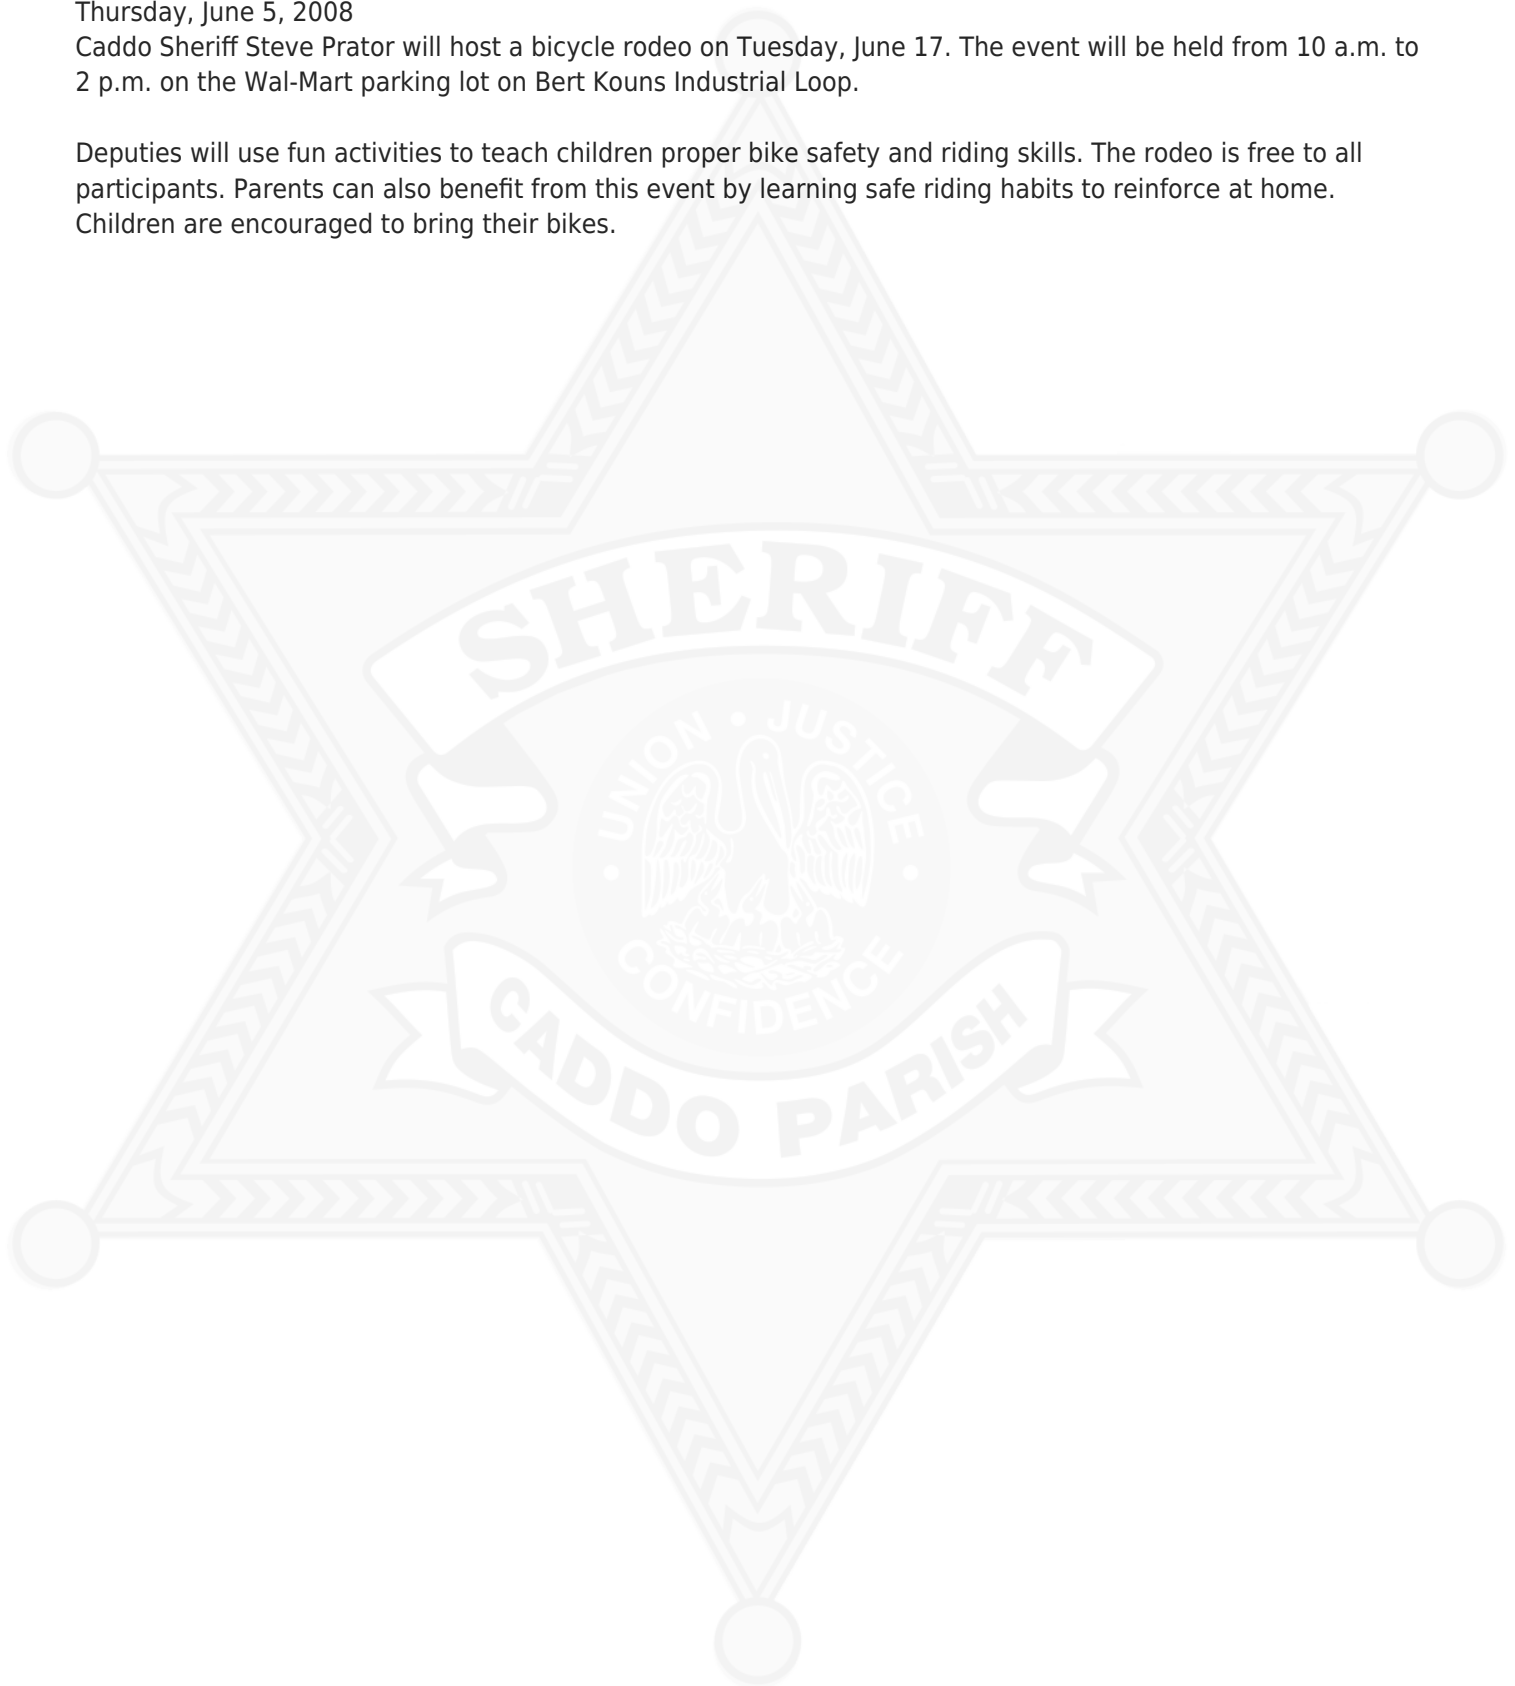 Thursday, June 5, 2008
Caddo Sheriff Steve Prator will host a bicycle rodeo on Tuesday, June 17. The event will be held from 10 a.m. to
2 p.m. on the Wal-Mart parking lot on Bert Kouns Industrial Loop.
Deputies will use fun activities to teach children proper bike safety and riding skills. The rodeo is free to all
participants. Parents can also benefit from this event by learning safe riding habits to reinforce at home.
Children are encouraged to bring their bikes.
SHERIFF
UNION • JUSTICE
• CONFIDENCE •
CADDO PARISH